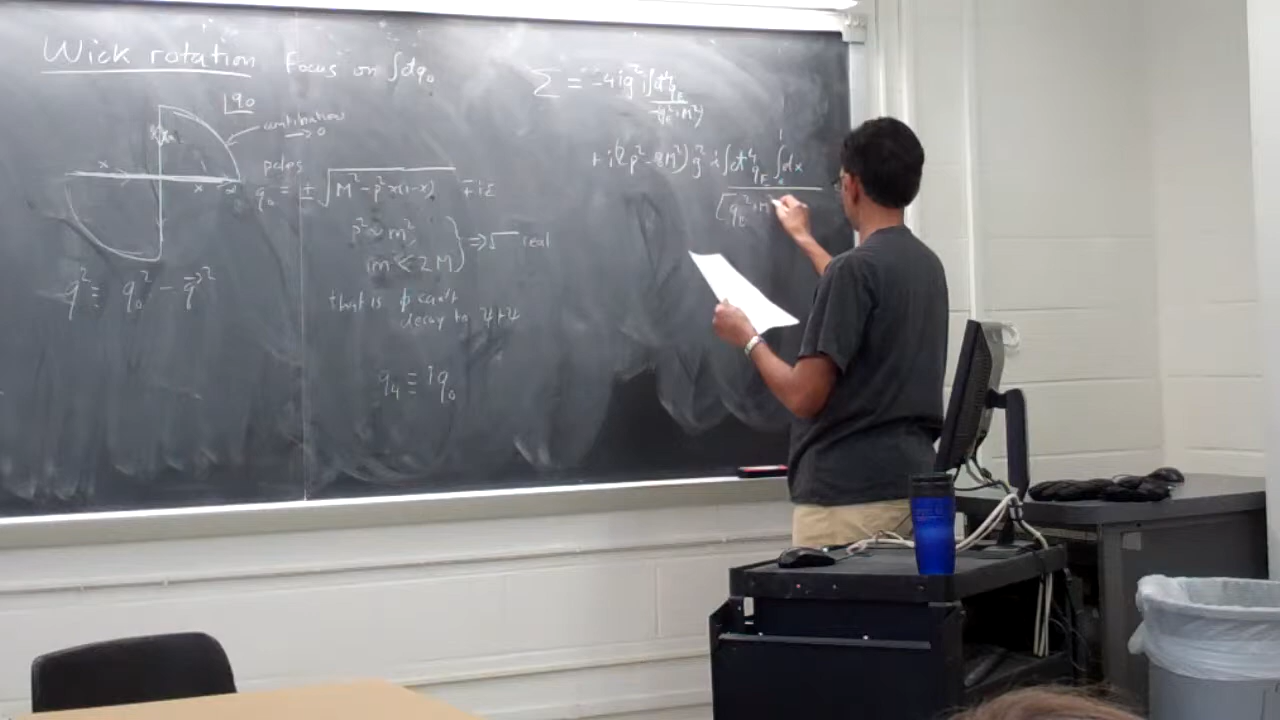 Wick rotation Focus on ∫dq₀
q₀
contribution
→ 0
x
x
poles
q₀ = ± √(M² - p² x(1-x)) ∓ iε
p² ~ m²
m < 2M } ⇒ √ real
that is φ can't
decay to ψ+ψ
q² = q₀² - q⃗²
q₄ ≡ iq₀
Σ = -4ig² i∫d⁴q_E
-(q_E² + M²)
+ i(2p² - 8M²) g² i∫d⁴q_E ∫₀¹ dx
[q_E² + M²